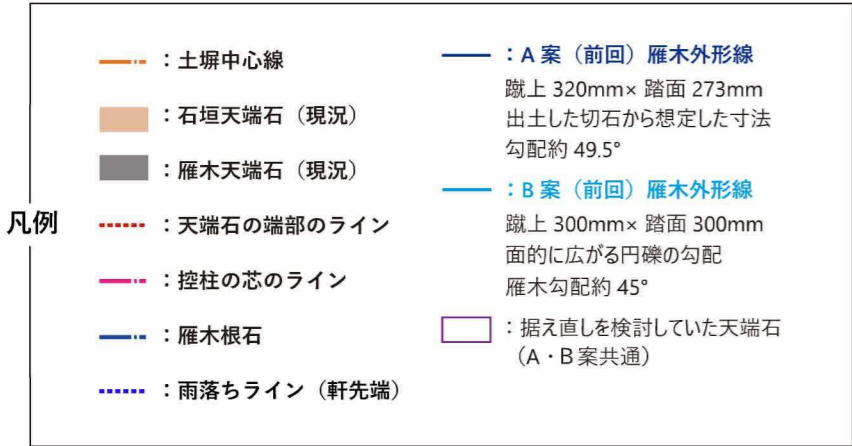 凡例
：土塀中心線
：石垣天端石（現況）
：雁木天端石（現況）
：天端石の端部のライン
：控柱の芯のライン
：雁木根石
：雨落ちライン（軒先端）
：A 案（前回）雁木外形線
蹴上 320mm× 踏面 273mm
出土した切石から想定した寸法
勾配約 49.5°
：B 案（前回）雁木外形線
蹴上 300mm× 踏面 300mm
面的に広がる円礫の勾配
雁木勾配約 45°
：据え直しを検討していた天端石
（A・B 案共通）